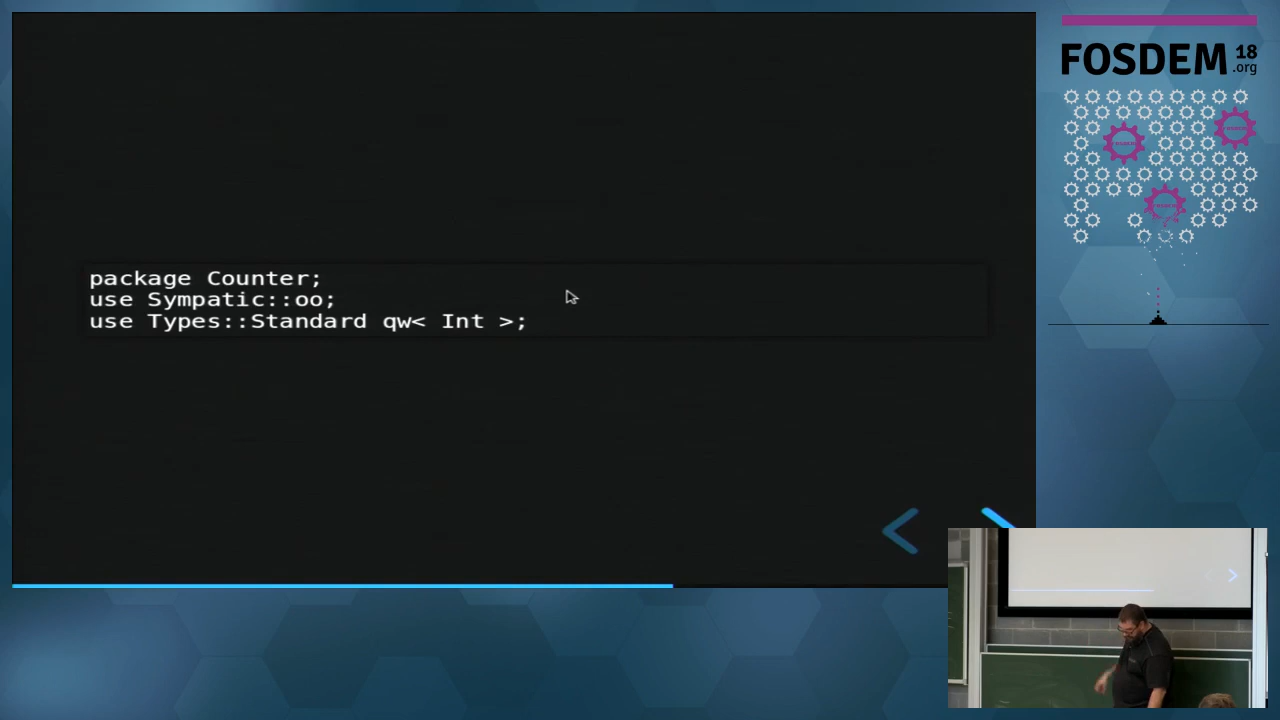 package Counter;
use Sympatic::oo;
use Types::Standard qw< Int >;
FOSDEM 18
.org